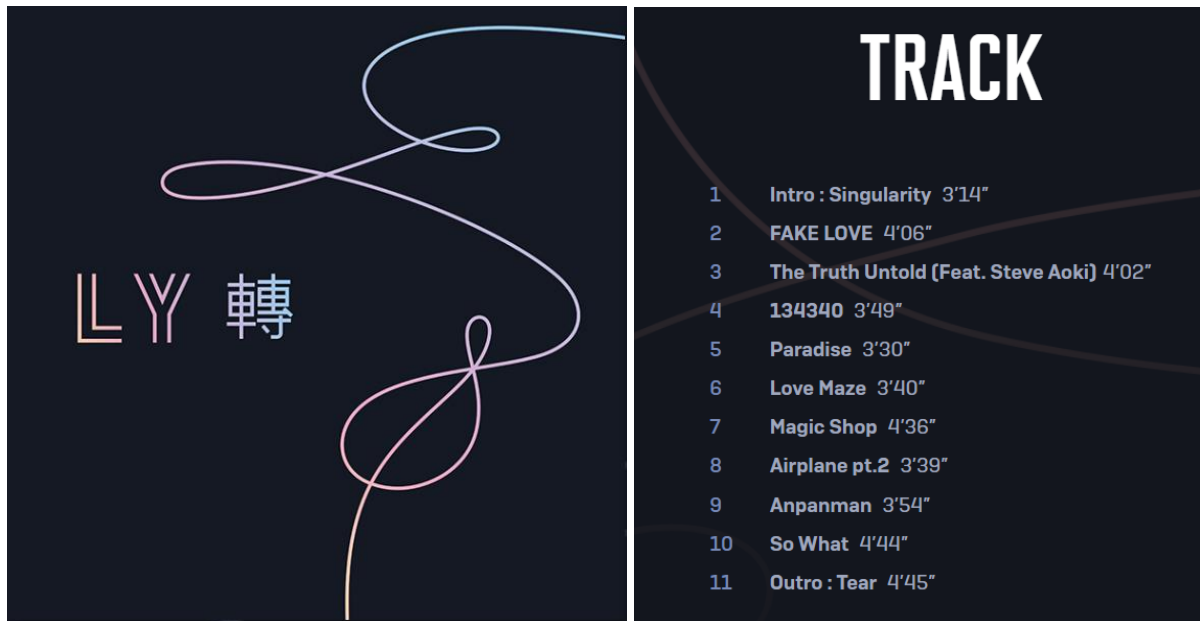 LY 轉
TRACK
1 Intro : Singularity 3'14"
2 FAKE LOVE 4'06"
3 The Truth Untold (Feat. Steve Aoki) 4'02"
4 134340 3'49"
5 Paradise 3'30"
6 Love Maze 3'40"
7 Magic Shop 4'36"
8 Airplane pt.2 3'39"
9 Anpanman 3'54"
10 So What 4'44"
11 Outro : Tear 4'45"